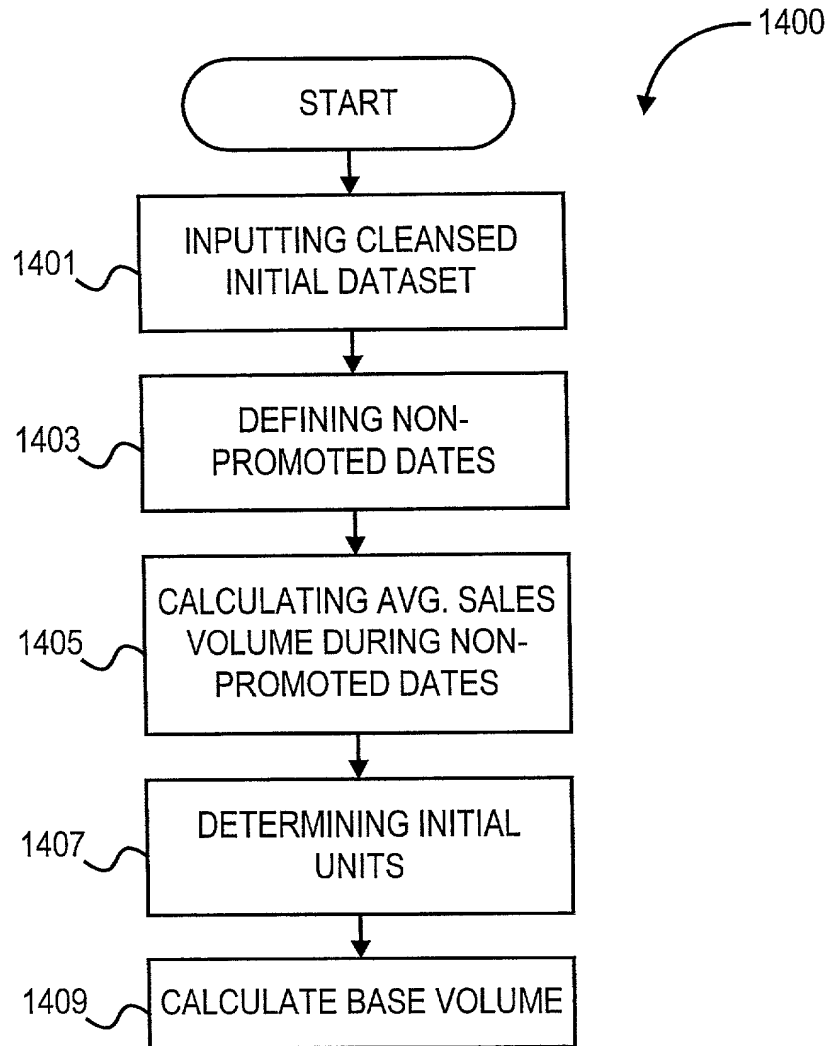 1400
START
1401
INPUTTING CLEANSED
INITIAL DATASET
1403
DEFINING NON-
PROMOTED DATES
1405
CALCULATING AVG. SALES
VOLUME DURING NON-
PROMOTED DATES
1407
DETERMINING INITIAL
UNITS
1409
CALCULATE BASE VOLUME